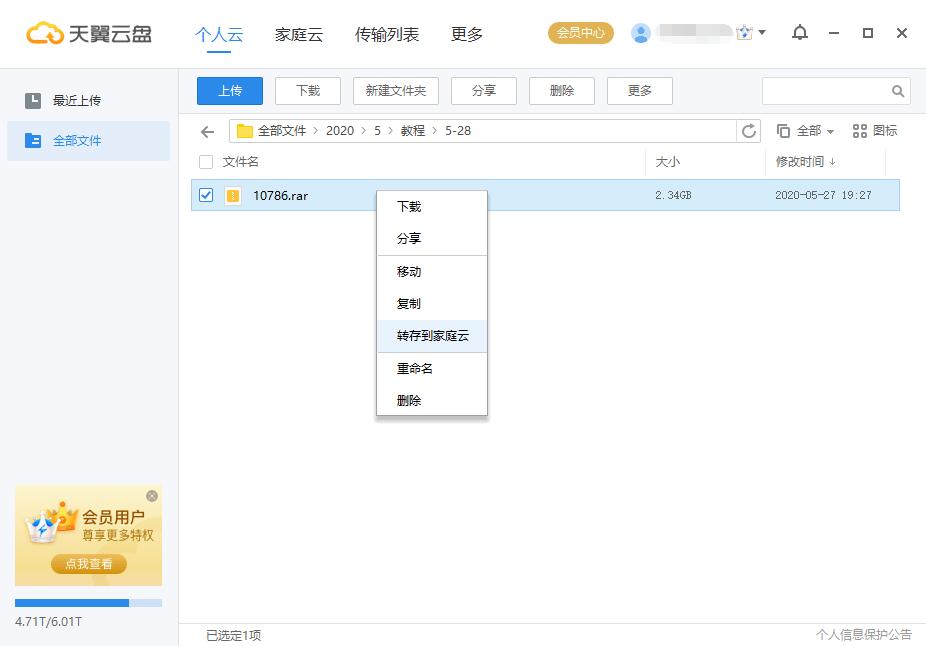 天翼云盘
个人云 家庭云 传输列表 更多
会员中心
最近上传
全部文件
上传 下载 新建文件夹 分享 删除 更多
全部文件 2020 5 教程 5-28
全部 图标
文件名 大小 修改时间
10786.rar 2.34GB 2020-05-27 19:27
下载
分享
移动
复制
转存到家庭云
重命名
删除
会员用户
尊享更多特权
点我查看
4.71T/6.01T
已选定1项
个人信息保护公告